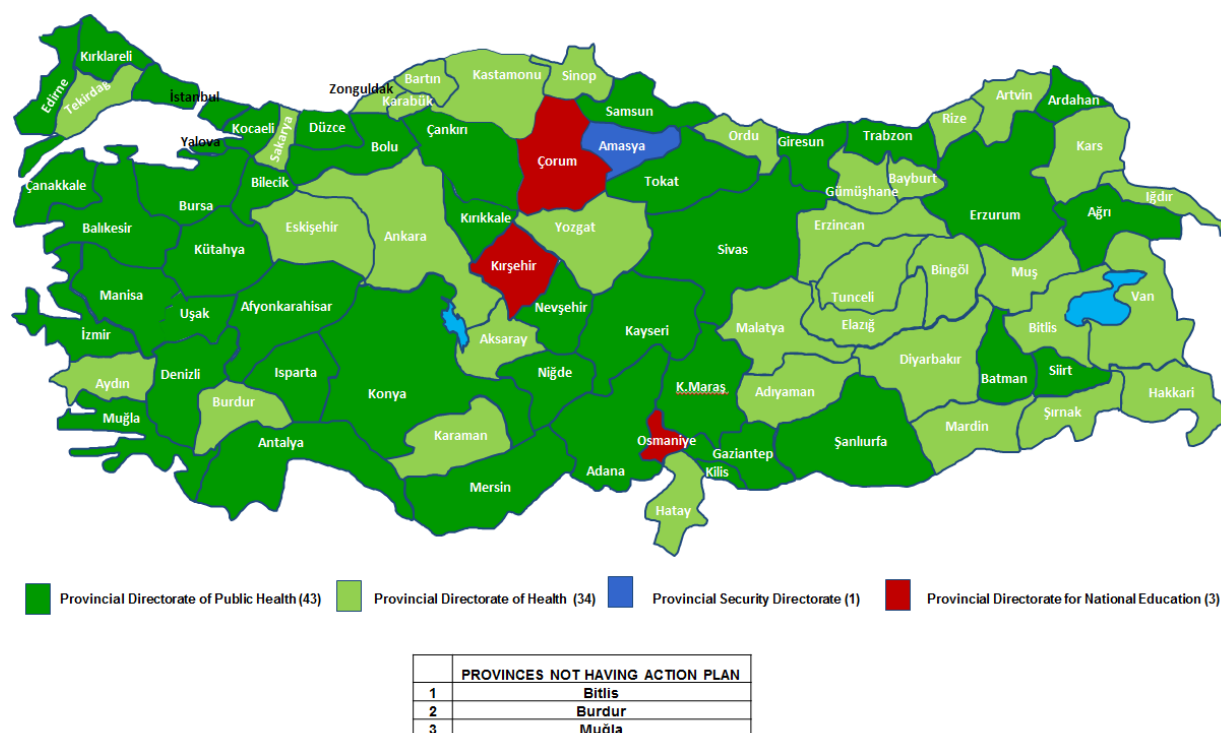 Kırklareli
Edirne
Tekirdag
İstanbul
Zonguldak
Bartın
Kastamonu
Sinop
Karabük
Samsun
Artvin
Ardahan
Rize
Kocaeli
Sakarya
Düzce
Bolu
Çankırı
Çorum
Amasya
Ordu
Giresun
Trabzon
Kars
Yalova
Çanakkale
Bursa
Bilecik
Tokat
Gümüşhane
Bayburt
Erzurum
Ağrı
Iğdır
Balıkesir
Kütahya
Eskişehir
Ankara
Kırıkkale
Yozgat
Sivas
Erzincan
Kırşehir
Manisa
Uşak
Afyonkarahisar
Nevşehir
Kayseri
Malatya
Tunceli
Elazığ
Bingöl
Muş
Bitlis
Van
İzmir
Aydın
Denizli
Isparta
Burdur
Konya
Aksaray
Niğde
K.Maraş
Adıyaman
Diyarbakır
Batman
Siirt
Hakkari
Muğla
Antalya
Karaman
Mersin
Adana
Osmaniye
Gaziantep
Kilis
Şanlıurfa
Mardin
Şırnak
Hatay
Provincial Directorate of Public Health (43)
Provincial Directorate of Health (34)
Provincial Security Directorate (1)
Provincial Directorate for National Education (3)
PROVINCES NOT HAVING ACTION PLAN
1 Bitlis
2 Burdur
3 Muğla